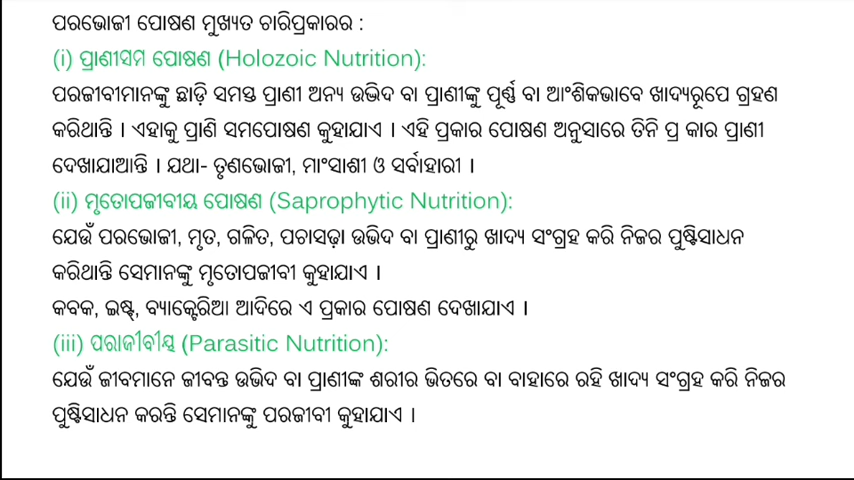 ପରଭୋଜୀ ପୋଷଣ ମୁଖ୍ୟତ ଚାରିପ୍ରକାରର :
(i) ପ୍ରାଣୀସମ ପୋଷଣ (Holozoic Nutrition):
ପରଜୀବୀମାନଙ୍କୁ ଛାଡ଼ି ସମସ୍ତ ପ୍ରାଣୀ ଅନ୍ୟ ଉଦ୍ଭିଦ ବା ପ୍ରାଣୀଙ୍କୁ ପୂର୍ଣ୍ଣ ବା ଆଂଶିକଭାବେ ଖାଦ୍ୟରୂପେ ଗ୍ରହଣ
କରିଥାନ୍ତି । ଏହାକୁ ପ୍ରାଣି ସମପୋଷଣ କୁହାଯାଏ । ଏହି ପ୍ରକାର ପୋଷଣ ଅନୁସାରେ ତିନି ପ୍ର କାର ପ୍ରାଣୀ
ଦେଖାଯାଆନ୍ତି । ଯଥା- ତୃଣଭୋଜୀ, ମାଂସାଶୀ ଓ ସର୍ବାହାରୀ ।
(ii) ମୃତୋପଜୀବୀୟ ପୋଷଣ (Saprophytic Nutrition):
ଯେଉଁ ପରଭୋଜୀ, ମୃତ, ଗଳିତ, ପଚାସଢ଼ା ଉଦ୍ଭିଦ ବା ପ୍ରାଣୀରୁ ଖାଦ୍ୟ ସଂଗ୍ରହ କରି ନିଜର ପୁଷ୍ଟିସାଧନ
କରିଥାନ୍ତି ସେମାନଙ୍କୁ ମୃତୋପଜୀବୀ କୁହାଯାଏ ।
କବକ, ଇଷ୍ଟ୍, ବ୍ୟାକ୍ଟେରିଆ ଆଦିରେ ଏ ପ୍ରକାର ପୋଷଣ ଦେଖାଯାଏ ।
(iii) ପରାଜୀବୀୟ (Parasitic Nutrition):
ଯେଉଁ ଜୀବମାନେ ଜୀବନ୍ତ ଉଦ୍ଭିଦ ବା ପ୍ରାଣୀଙ୍କ ଶରୀର ଭିତରେ ବା ବାହାରେ ରହି ଖାଦ୍ୟ ସଂଗ୍ରହ କରି ନିଜର
ପୁଷ୍ଟିସାଧନ କରନ୍ତି ସେମାନଙ୍କୁ ପରଜୀବୀ କୁହାଯାଏ ।